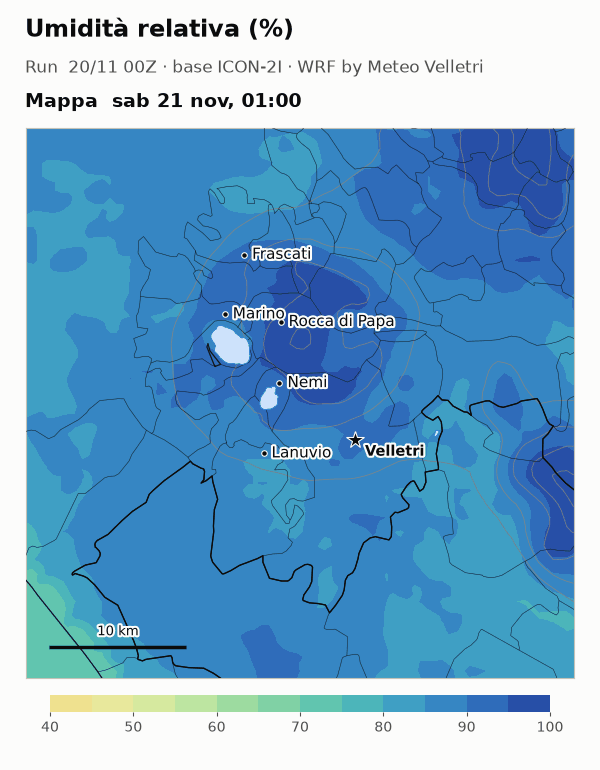 Umidità relativa (%)
Run 20/11 00Z · base ICON-2I · WRF by Meteo Velletri
Mappa sab 21 nov, 01:00
Frascati
Marino
Rocca di Papa
Nemi
Velletri
Lanuvio
10 km
40 50 60 70 80 90 100